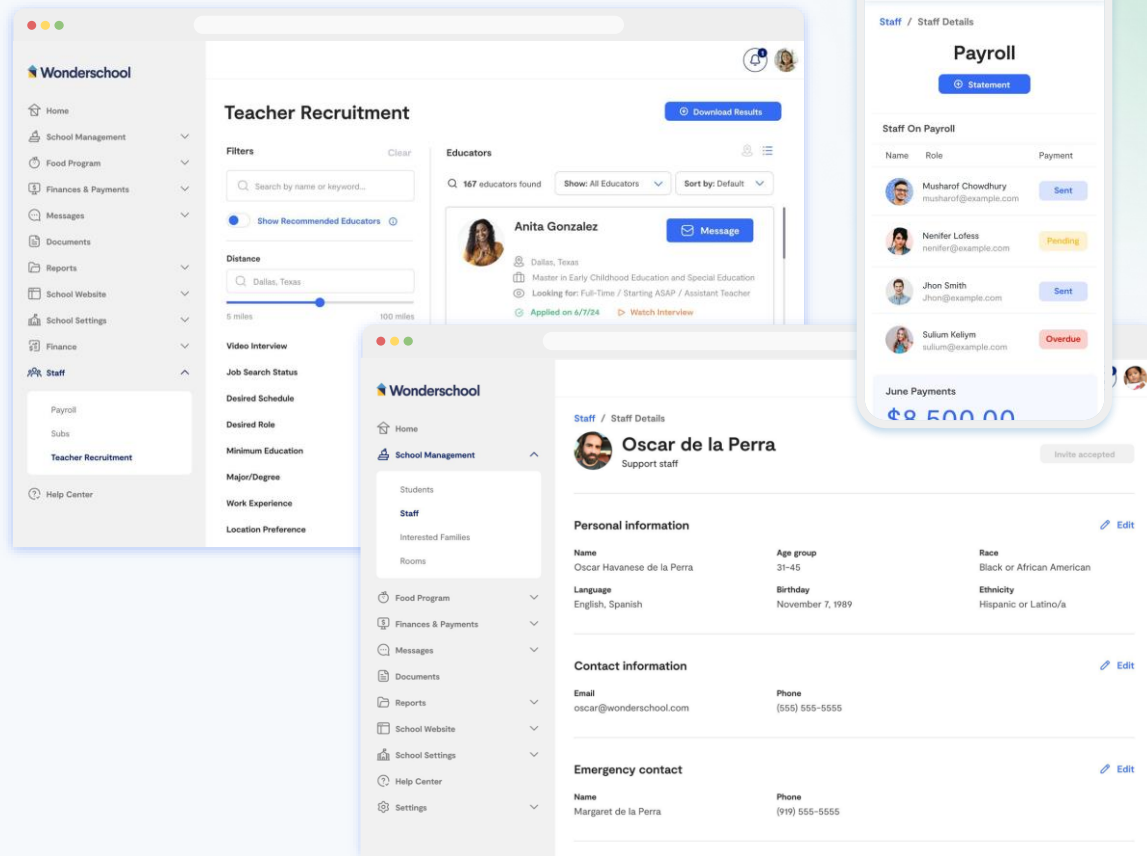 Wonderschool
Home
School Management
Food Program
Finances & Payments
Messages
Documents
Reports
School Website
School Settings
Finance
Staff
Payroll
Subs
Teacher Recruitment
Help Center
Teacher Recruitment
Download Results
Filters
Clear
Search by name or keyword...
Show Recommended Educators
Distance
Dallas, Texas
5 miles 100 miles
Video Interview
Job Search Status
Desired Schedule
Desired Role
Minimum Education
Major/Degree
Work Experience
Location Preference
Educators
167 educators found
Show: All Educators
Sort by: Default
Anita Gonzalez
Message
Dallas, Texas
Master in Early Childhood Education and Special Education
Looking for: Full-Time / Starting ASAP / Assistant Teacher
Applied on 6/7/24 Watch Interview
Staff / Staff Details
Payroll
Statement
Staff On Payroll
Name Role Payment
Musharof Chowdhury
musharof@example.com
Sent
Nenifer Lofess
nenifer@example.com
Pending
Jhon Smith
Jhon@example.com
Sent
Sulium Keliym
sulium@example.com
Overdue
June Payments
$8,500.00
Wonderschool
Home
School Management
Students
Staff
Interested Families
Rooms
Food Program
Finances & Payments
Messages
Documents
Reports
School Website
School Settings
Help Center
Settings
Staff / Staff Details
Oscar de la Perra
Support staff
Invite accepted
Personal information
Edit
Name Age group Race
Oscar Havanese de la Perra 31-45 Black or African American
Language Birthday Ethnicity
English, Spanish November 7, 1989 Hispanic or Latino/a
Contact information
Edit
Email Phone
oscar@wonderschool.com (555) 555-5555
Emergency contact
Edit
Name Phone
Margaret de la Perra (919) 555-5555